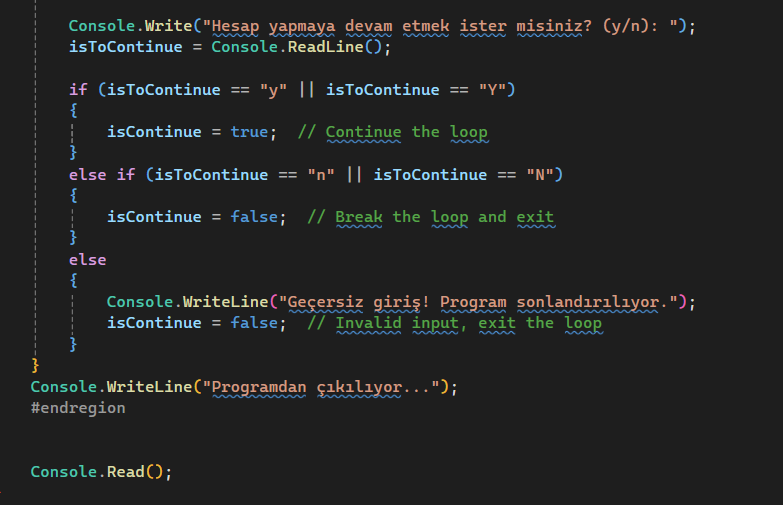 Console.Write("Hesap yapmaya devam etmek ister misiniz? (y/n): ");
isToContinue = Console.ReadLine();
if (isToContinue == "y" || isToContinue == "Y")
{
isContinue = true;  // Continue the loop
}
else if (isToContinue == "n" || isToContinue == "N")
{
isContinue = false;  // Break the loop and exit
}
else
{
Console.WriteLine("Geçersiz giriş! Program sonlandırılıyor.");
isContinue = false;  // Invalid input, exit the loop
}
}
Console.WriteLine("Programdan çıkılıyor...");
#endregion
Console.Read();